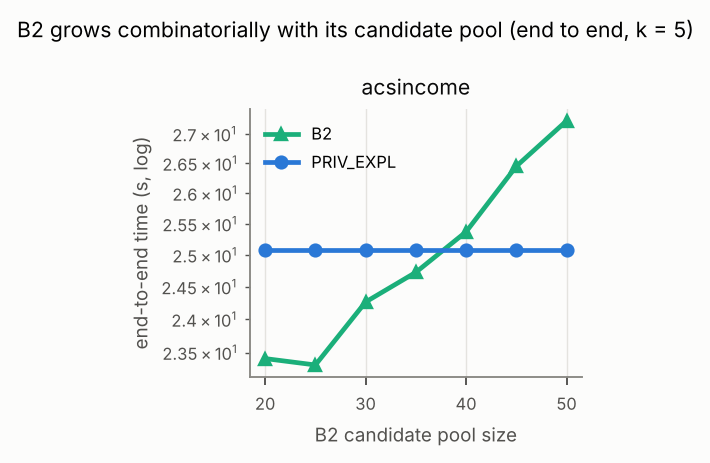 B2 grows combinatorially with its candidate pool (end to end, k = 5)
acsincome
B2
PRIV_EXPL
end-to-end time (s, log)
2.7 × 10¹
2.65 × 10¹
2.6 × 10¹
2.55 × 10¹
2.5 × 10¹
2.45 × 10¹
2.4 × 10¹
2.35 × 10¹
20 30 40 50
B2 candidate pool size